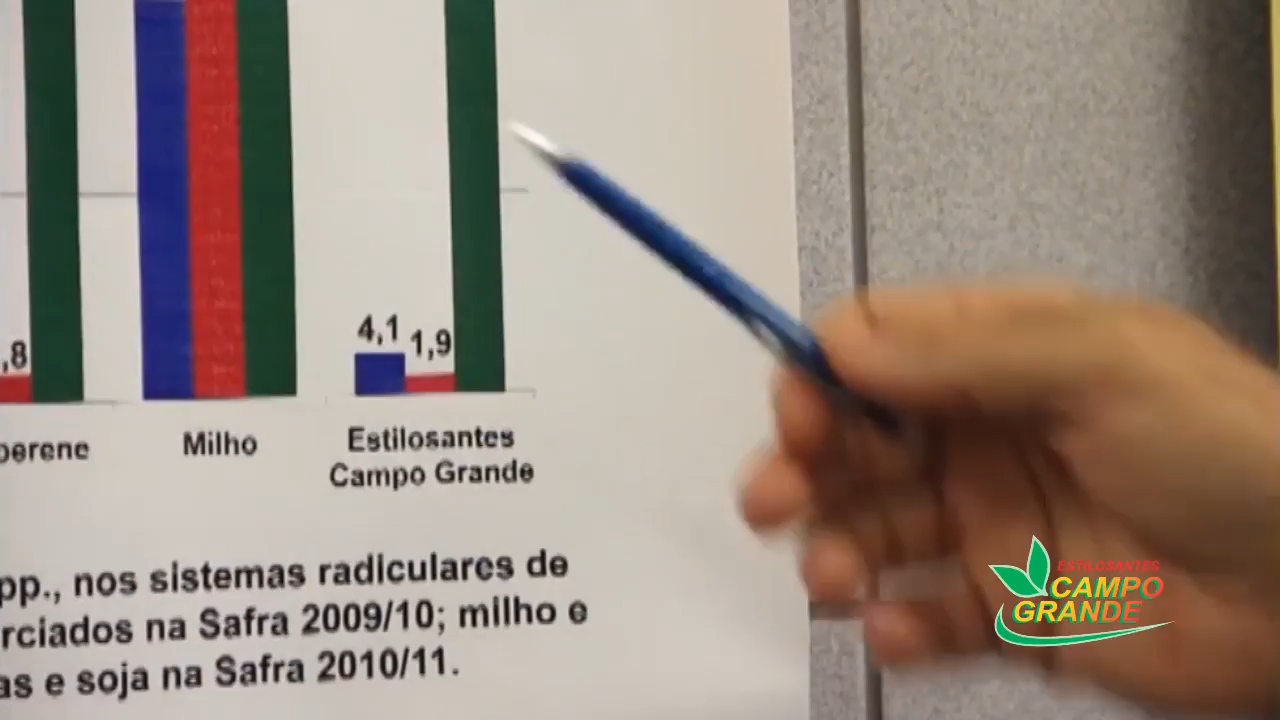 ,8
4,1
1,9
perene
Milho
Estilosantes
Campo Grande
pp., nos sistemas radiculares de
rciados na Safra 2009/10; milho e
as e soja na Safra 2010/11.
ESTILOSANTES
CAMPO
GRANDE